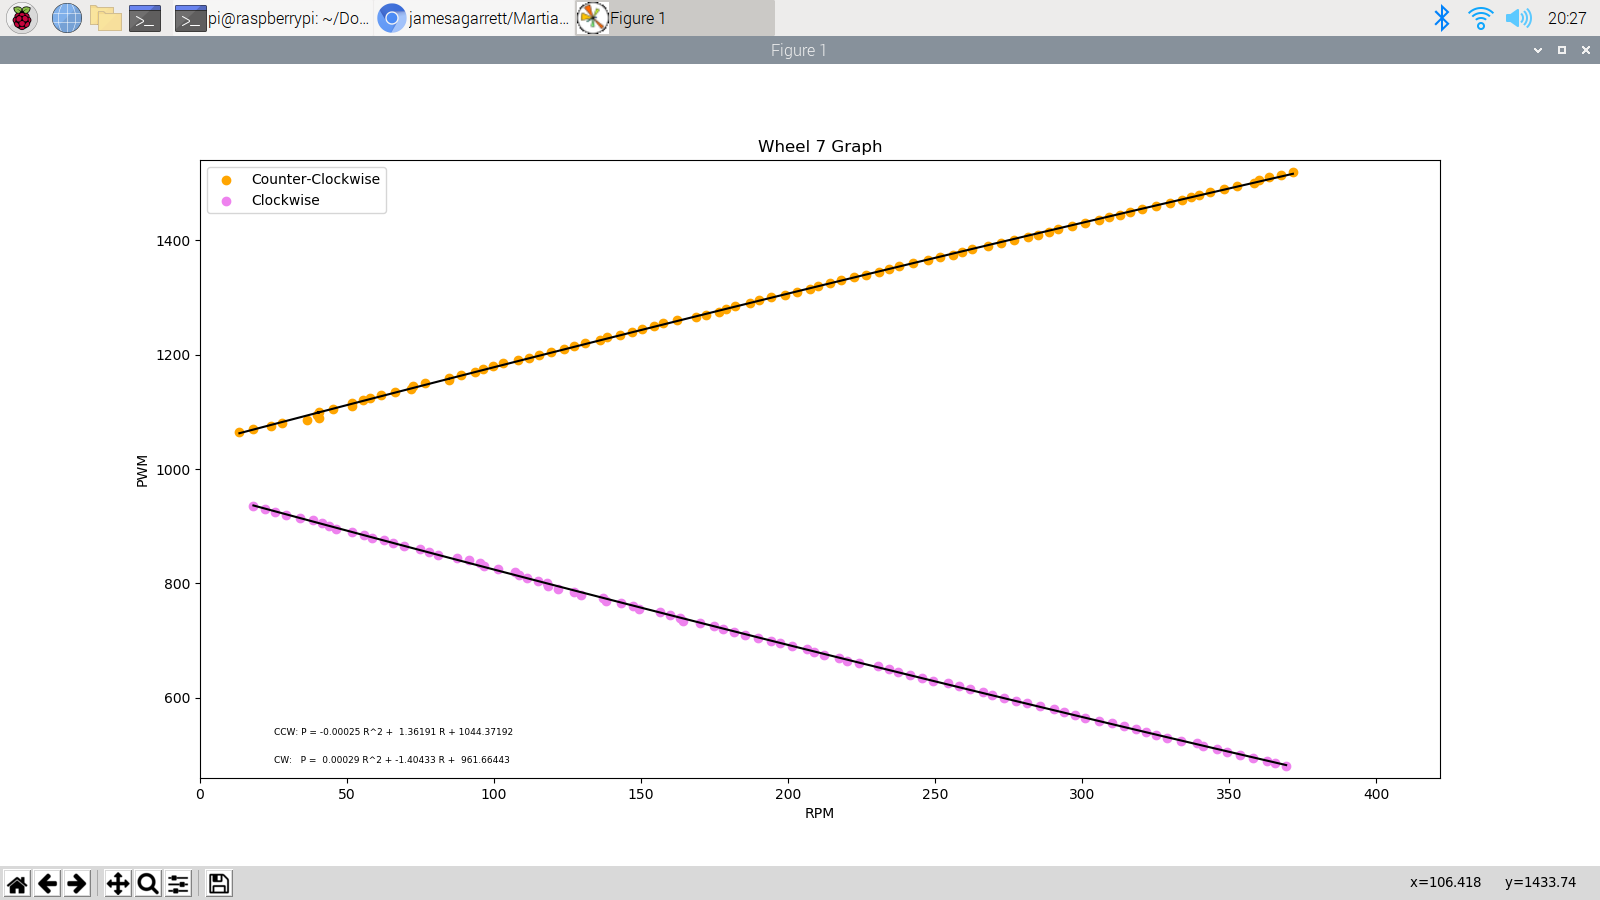 pi@raspberrypi: ~/Do...
jamesagarrett/Martia...
Figure 1
20:27
Figure 1
Wheel 7 Graph
Counter-Clockwise
Clockwise
1400
1200
1000
800
600
PWM
CCW: P = -0.00025 R^2 + 1.36191 R + 1044.37192
CW: P = 0.00029 R^2 + -1.40433 R + 961.66443
0 50 100 150 200 250 300 350 400
RPM
x=106.418 y=1433.74